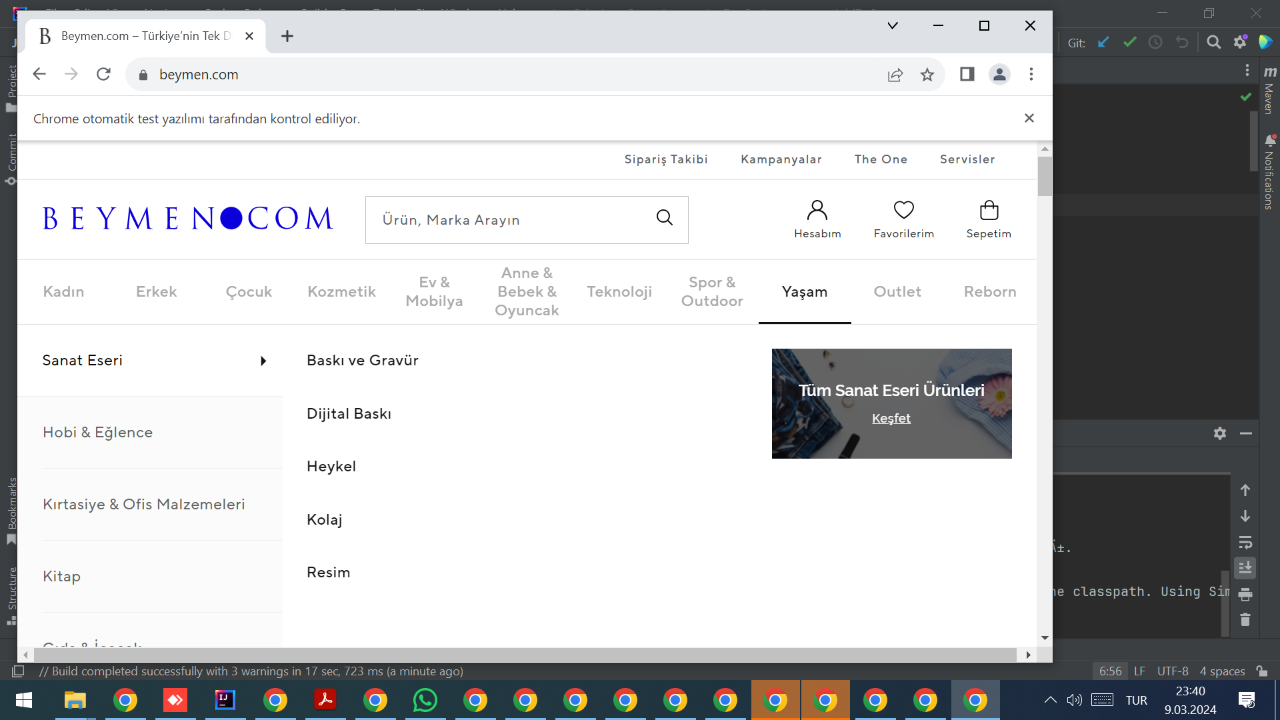 Beymen.com – Türkiye'nin Tek D
beymen.com
Chrome otomatik test yazılımı tarafından kontrol ediliyor.
Git:
Sipariş Takibi Kampanyalar The One Servisler
BEYMEN COM
Ürün, Marka Arayın
Hesabım Favorilerim Sepetim
Kadın Erkek Çocuk Kozmetik Ev & Mobilya Anne & Bebek & Oyuncak Teknoloji Spor & Outdoor Yaşam Outlet Reborn
Sanat Eseri
Hobi & Eğlence
Kırtasiye & Ofis Malzemeleri
Kitap
Baskı ve Gravür
Dijital Baskı
Heykel
Kolaj
Resim
Tüm Sanat Eseri Ürünleri
Keşfet
Project
Commit
Bookmarks
Structure
Maven
Notifications
ne classpath. Using Sim
// Build completed successfully with 3 warnings in 17 sec, 723 ms (a minute ago)
6:56 LF UTF-8 4 spaces
TUR
23:40
9.03.2024